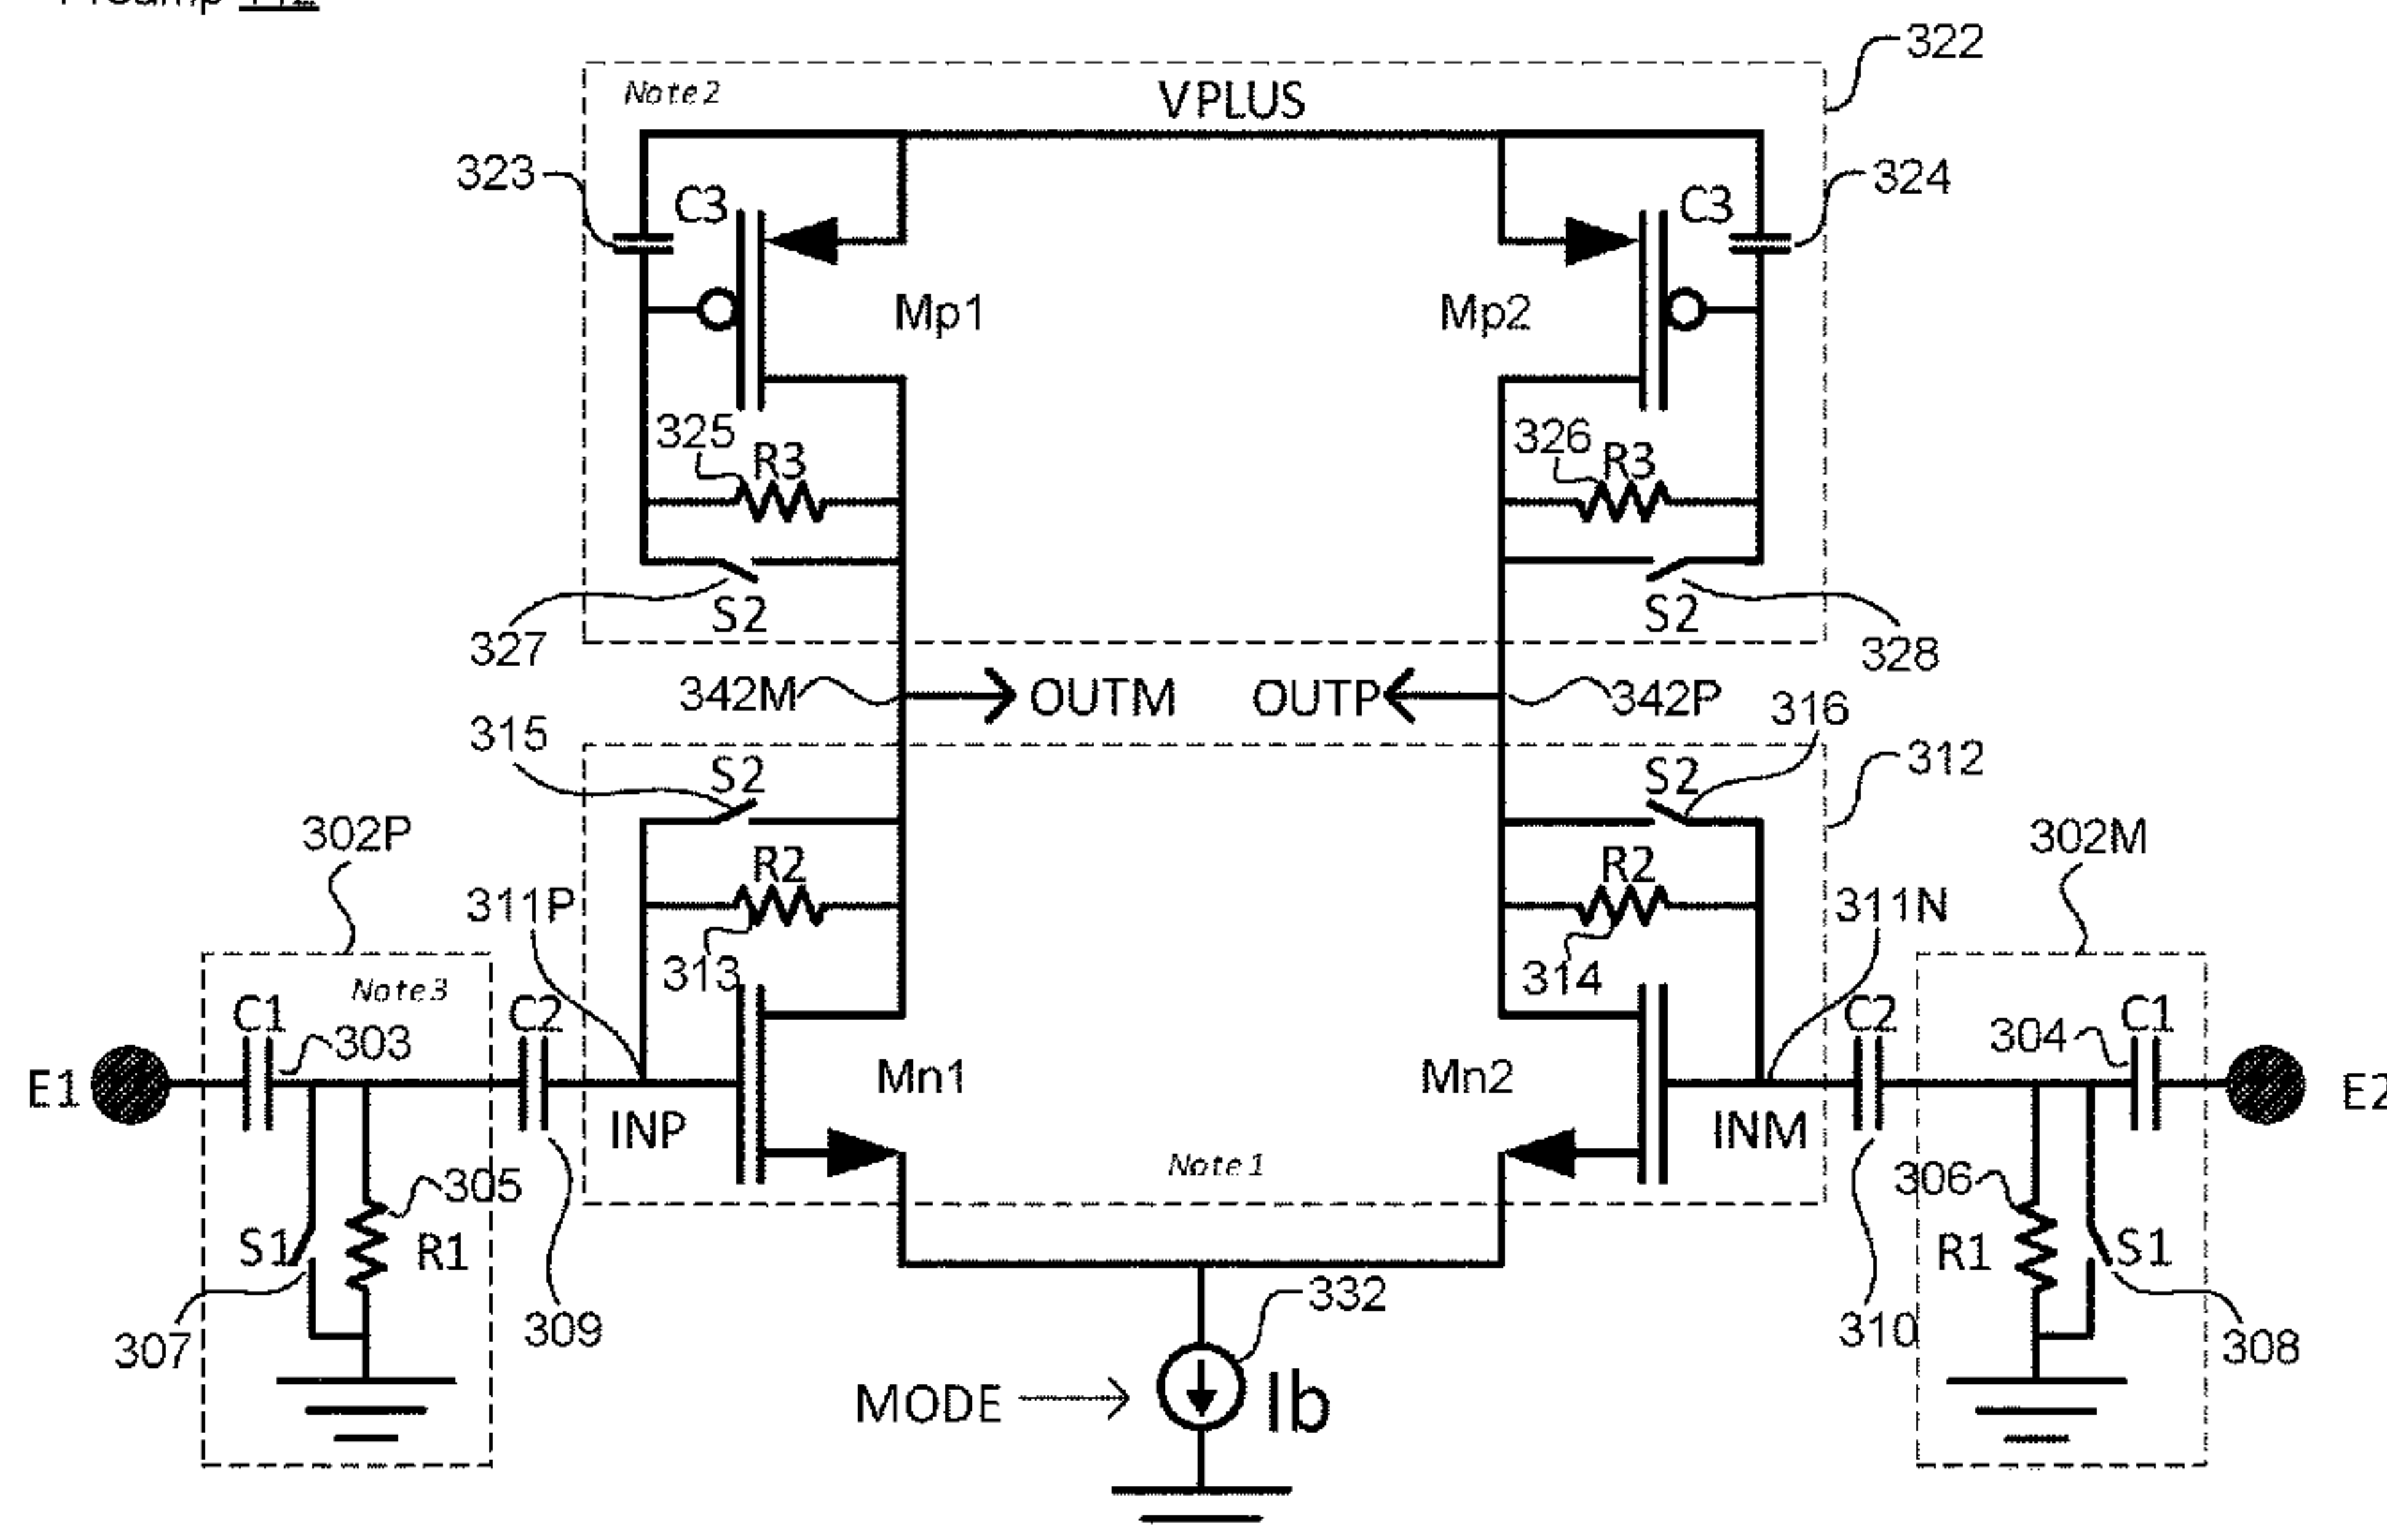 322
Note2
VPLUS
323
C3
C3
324
Mp1
Mp2
325
R3
326
R3
S2
S2
327
328
342M
OUTM
OUTP
342P
316
315
S2
S2
312
302P
R2
R2
302M
311P
311N
313
314
Note3
C1
303
C2
C2
304
C1
E1
Mn1
Mn2
INP
INM
Note1
305
306
S1
R1
R1
S1
307
309
332
310
308
MODE
Ib